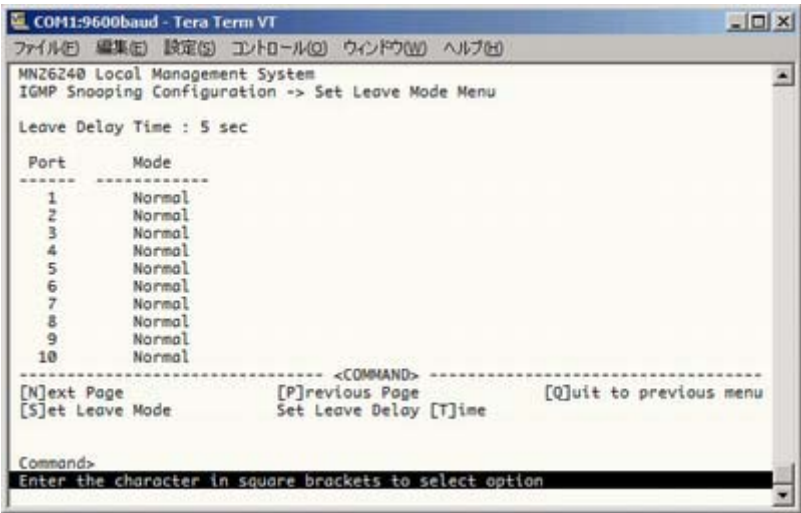 COM1:9600baud - Tera Term VT
ファイル(F) 編集(E) 設定(S) コントロール(O) ウィンドウ(W) ヘルプ(H)
MN26240 Local Management System
IGMP Snooping Configuration -> Set Leave Mode Menu
Leave Delay Time : 5 sec
Port Mode
------ -------------
1 Normal
2 Normal
3 Normal
4 Normal
5 Normal
6 Normal
7 Normal
8 Normal
9 Normal
10 Normal
---------------------------------- <COMMAND> -----------------------------------
[N]ext Page [P]revious Page [Q]uit to previous menu
[S]et Leave Mode Set Leave Delay [T]ime
Command>
Enter the character in square brackets to select option